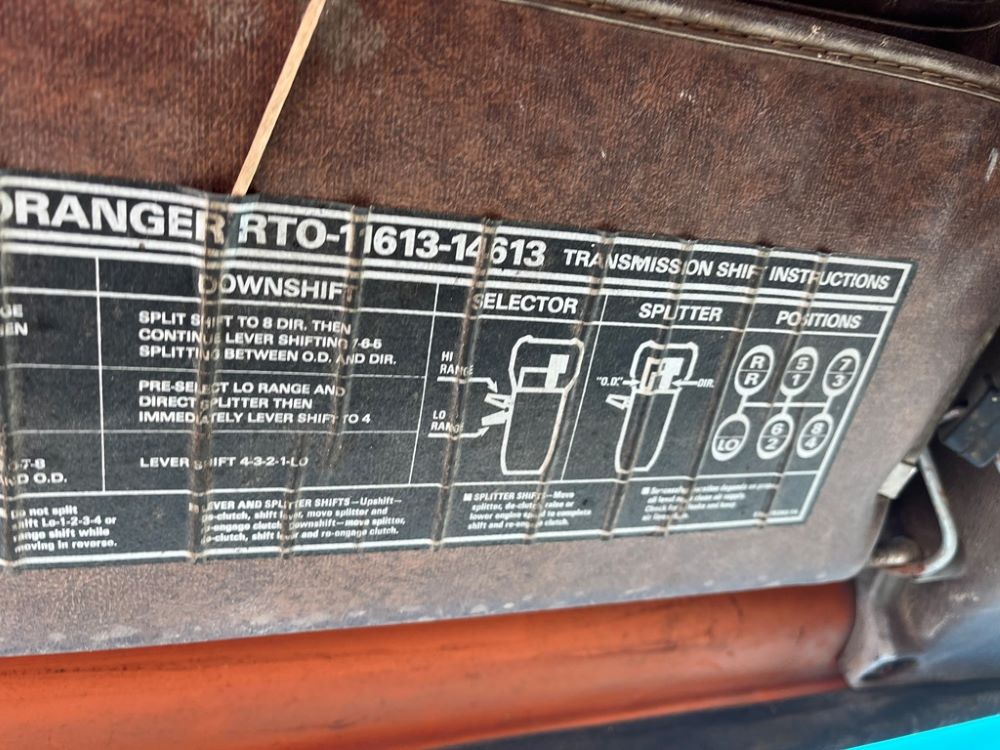 RANGER RTO-11613-14613 TRANSMISSION SHIFT INSTRUCTIONS
DOWNSHIFT
SPLIT SHIFT TO 8 DIR. THEN
CONTINUE LEVER SHIFTING 7-6-5
SPLITTING BETWEEN O.D. AND DIR.
PRE-SELECT LO RANGE AND
DIRECT SPLITTER THEN
IMMEDIATELY LEVER SHIFT TO 4
-7-8
ND O.D.
LEVER SHIFT 4-3-2-1-LO
Do not split
shift Lo-1-2-3-4 or
range shift while
moving in reverse.
LEVER AND SPLITTER SHIFTS—Upshift—
de-clutch, shift lever, move splitter and
re-engage clutch. Downshift—move splitter,
de-clutch, shift lever and re-engage clutch.
SELECTOR
HI
RANGE
LO
RANGE
SPLITTER
"O.D."
DIR.
POSITIONS
R 5 7
R 1 3
LO 6 8
2 4
SPLITTER SHIFTS—Move
splitter, de-clutch, raise or
lower engine speed to complete
shift and re-engage clutch.